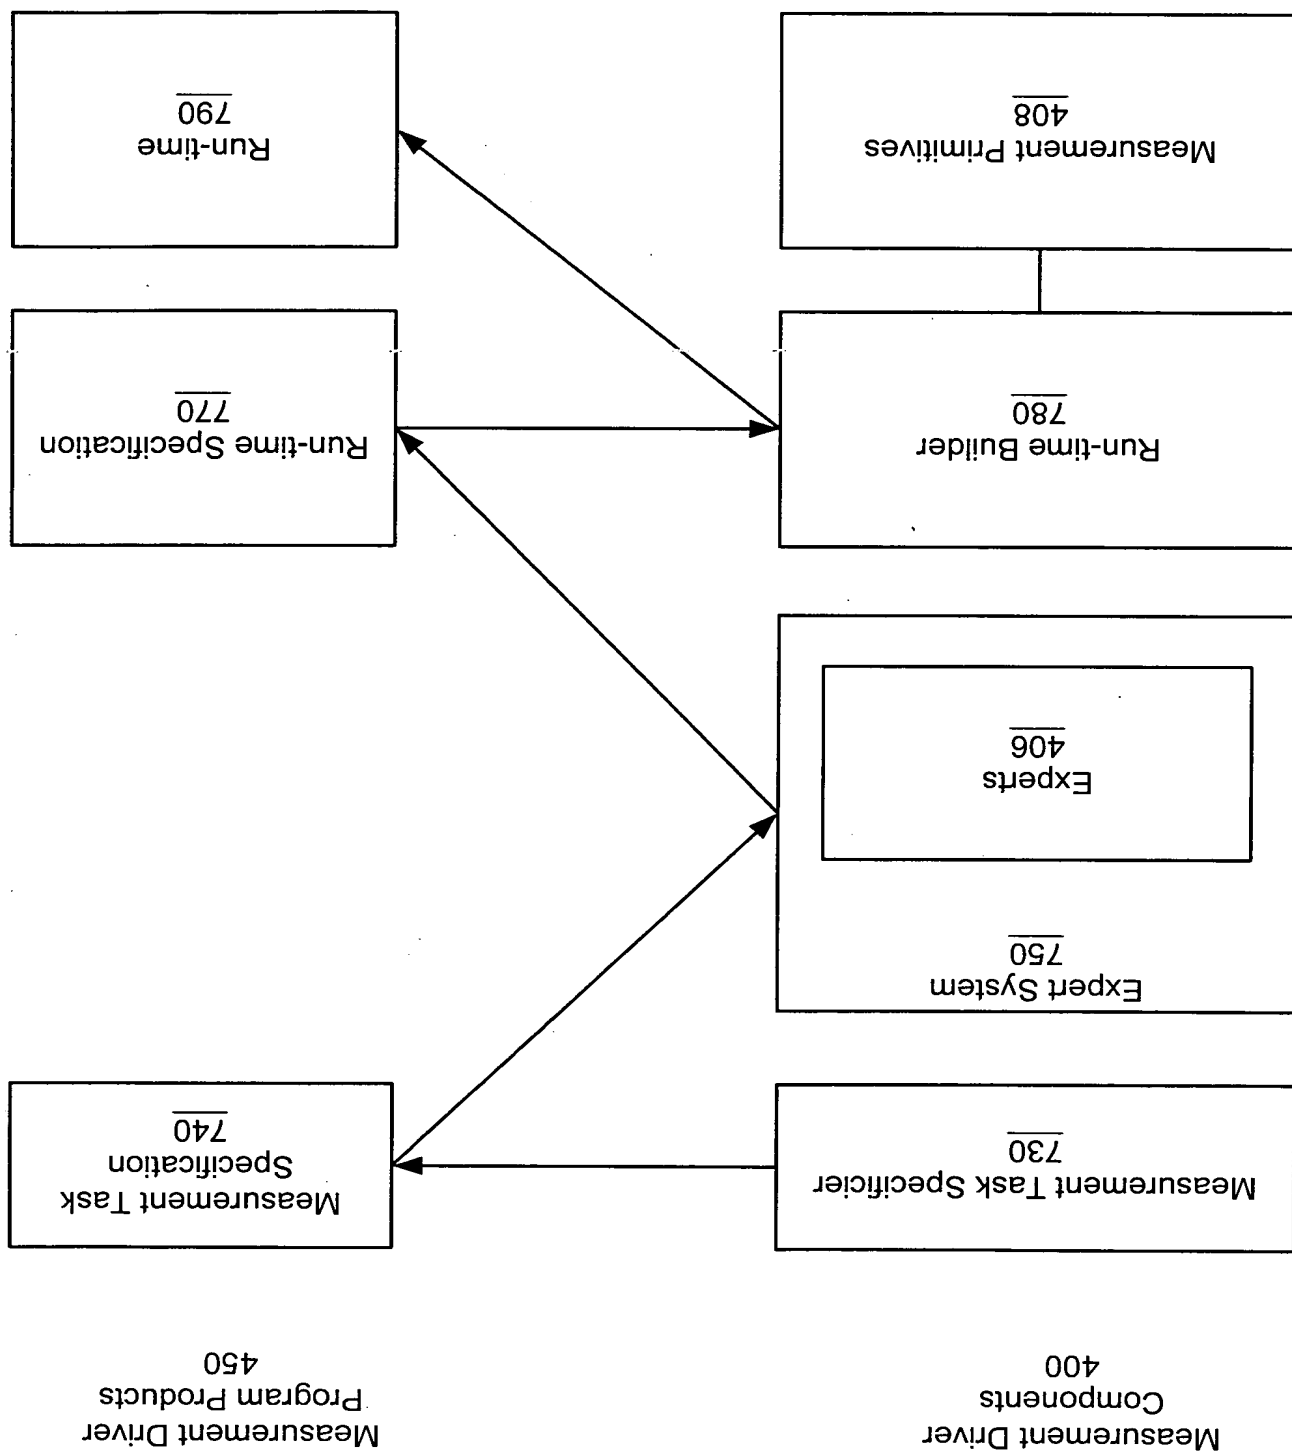 Measurement Driver
Components
400
Measurement Driver
Program Products
450
Measurement Task Specificier
730
Measurement Task
Specification
740
Expert System
750
Experts
406
Run-time Builder
780
Run-time Specification
770
Measurement Primitives
408
Run-time
790